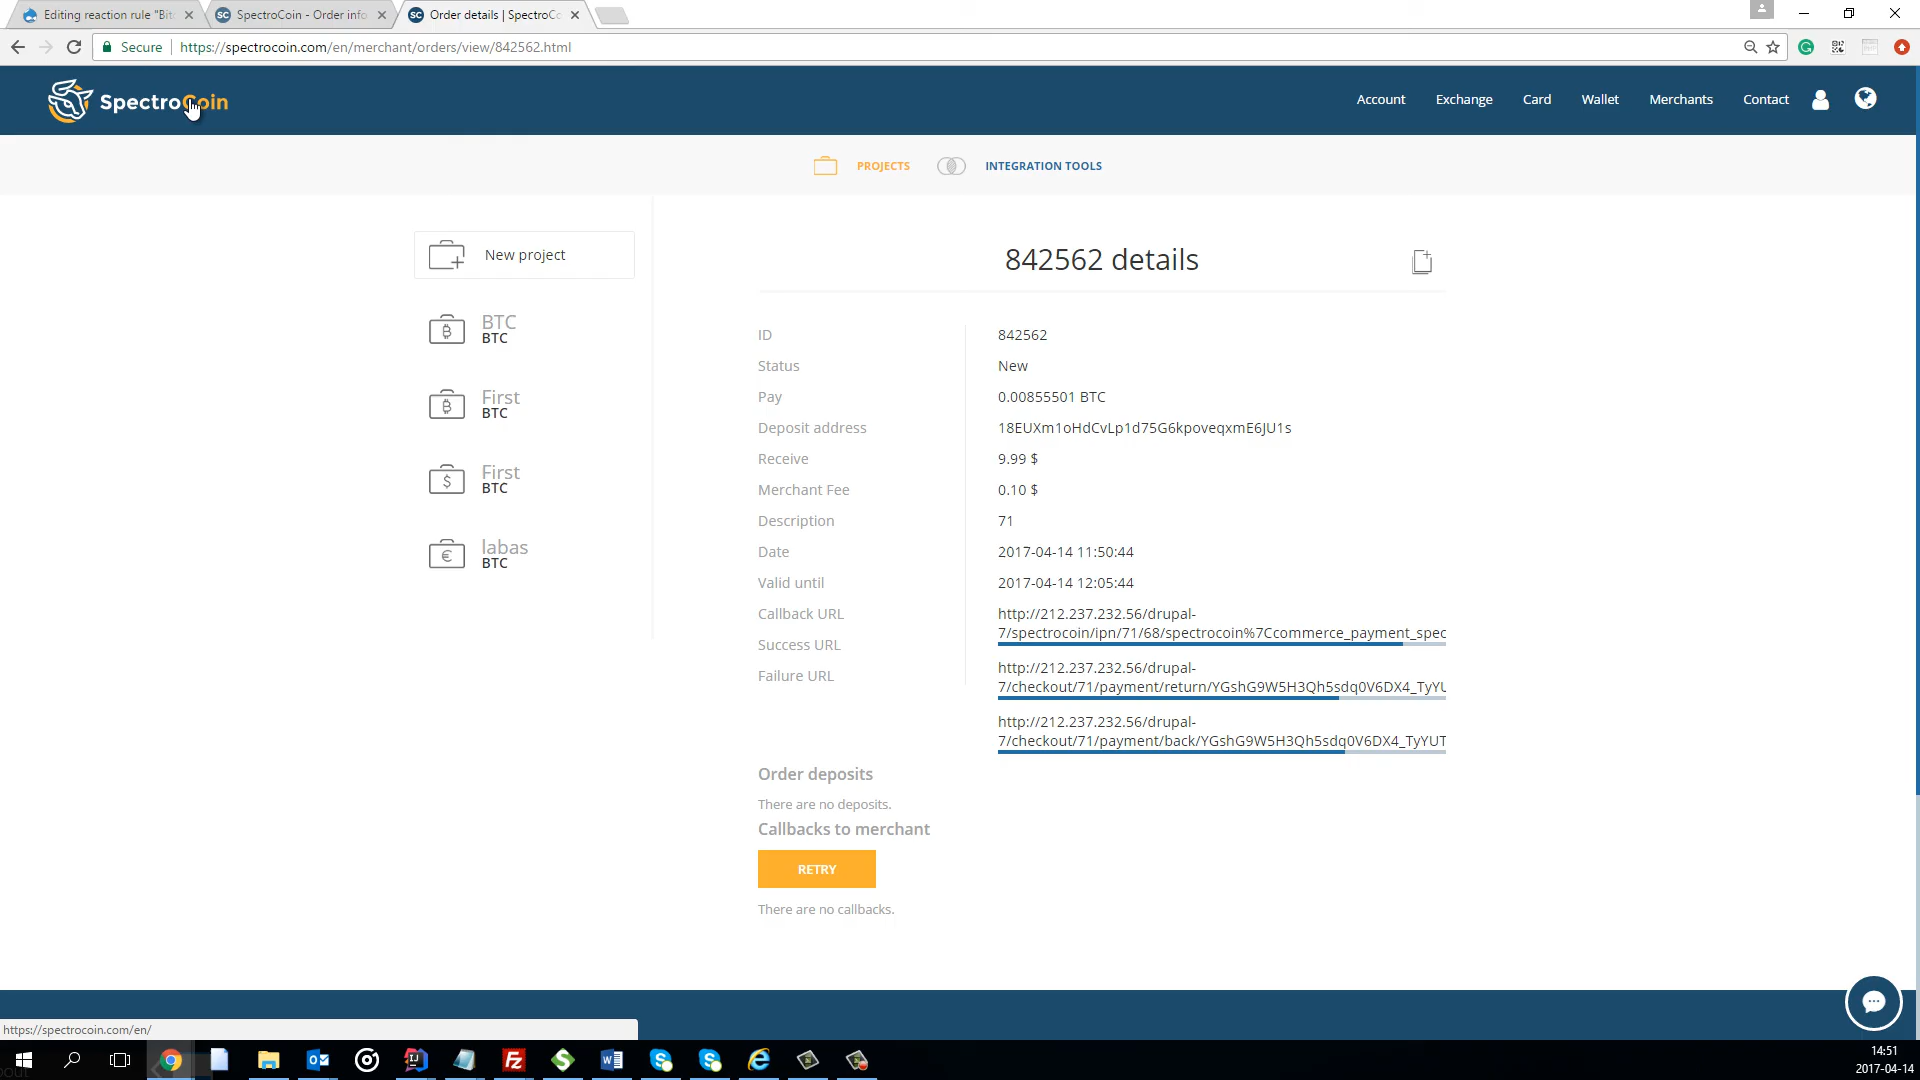 Editing reaction rule "Bit
SpectroCoin - Order info
Order details | SpectroCo
Secure
https://spectrocoin.com/en/merchant/orders/view/842562.html
SpectroCoin
Account
Exchange
Card
Wallet
Merchants
Contact
PROJECTS
INTEGRATION TOOLS
New project
BTC
BTC
First
BTC
First
BTC
labas
BTC
842562 details
ID
842562
Status
New
Pay
0.00855501 BTC
Deposit address
18EUXm1oHdCvLp1d75G6kpoveqxmE6JU1s
Receive
9.99 $
Merchant Fee
0.10 $
Description
71
Date
2017-04-14 11:50:44
Valid until
2017-04-14 12:05:44
Callback URL
http://212.237.232.56/drupal-
7/spectrocoin/ipn/71/68/spectrocoin%7Ccommerce_payment_spec
Success URL
http://212.237.232.56/drupal-
7/checkout/71/payment/return/YGshG9W5H3Qh5sdq0V6DX4_TyYU
Failure URL
http://212.237.232.56/drupal-
7/checkout/71/payment/back/YGshG9W5H3Qh5sdq0V6DX4_TyYUT
Order deposits
There are no deposits.
Callbacks to merchant
RETRY
There are no callbacks.
https://spectrocoin.com/en/
14:51
2017-04-14